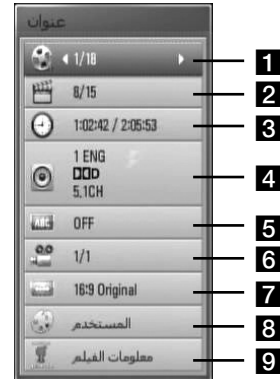 عنوان
1/18
1
8/15
2
1:02:42 / 2:05:53
3
1 ENG
DD D
5.1CH
4
ABC
OFF
5
1/1
6
16:9 Original
7
المستخدم
8
معلومات الفيلم
9